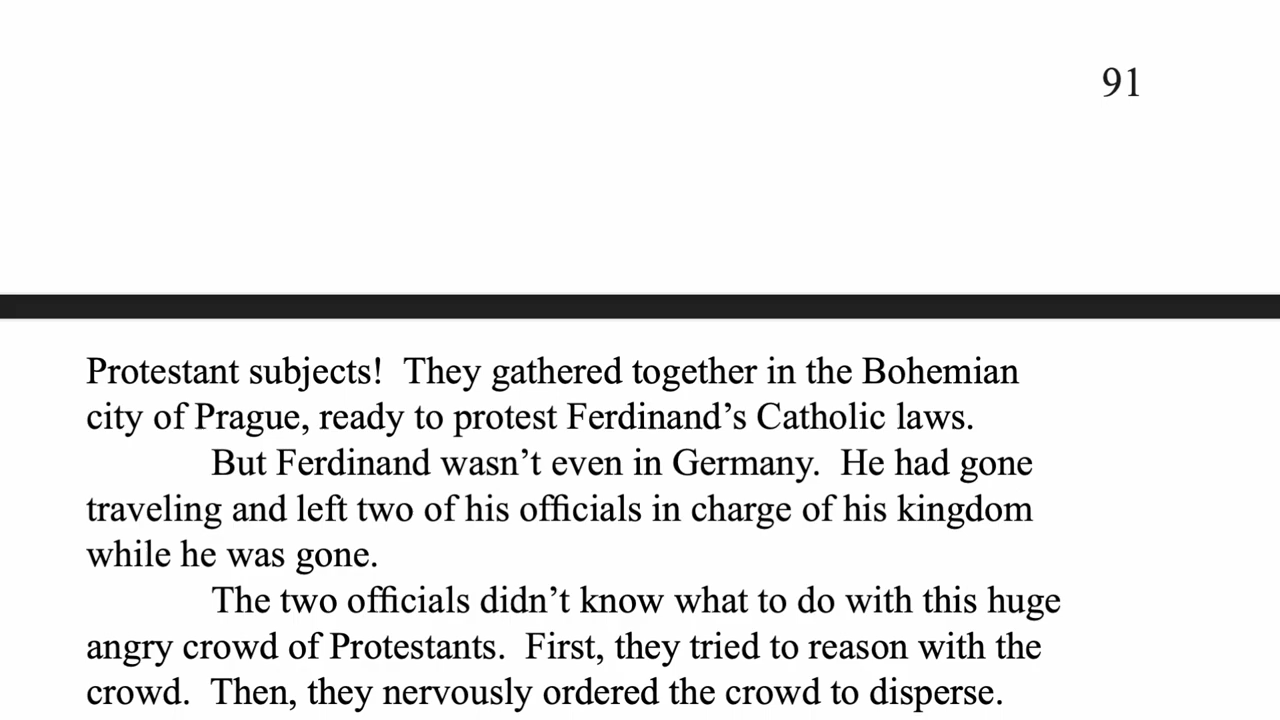 91
Protestant subjects!  They gathered together in the Bohemian
city of Prague, ready to protest Ferdinand’s Catholic laws.
But Ferdinand wasn’t even in Germany.  He had gone
traveling and left two of his officials in charge of his kingdom
while he was gone.
The two officials didn’t know what to do with this huge
angry crowd of Protestants.  First, they tried to reason with the
crowd.  Then, they nervously ordered the crowd to disperse.